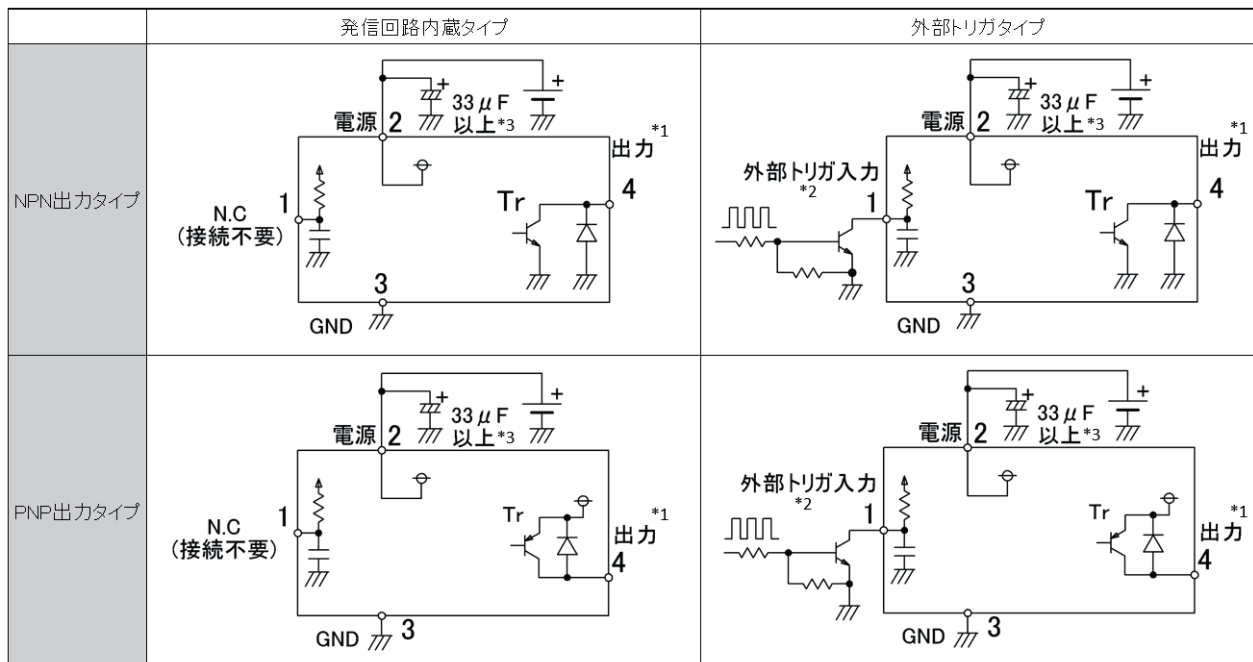 発信回路内蔵タイプ
外部トリガタイプ
NPN出力タイプ
電源 2
33μF
以上*3
出力*1
4
Tr
1
N.C
(接続不要)
3
GND
電源 2
33μF
以上*3
出力*1
4
Tr
外部トリガ入力
*2
1
3
GND
PNP出力タイプ
電源 2
33μF
以上*3
Tr
出力*1
4
1
N.C
(接続不要)
GND 3
電源 2
33μF
以上*3
外部トリガ入力
*2
1
Tr
出力*1
4
GND 3